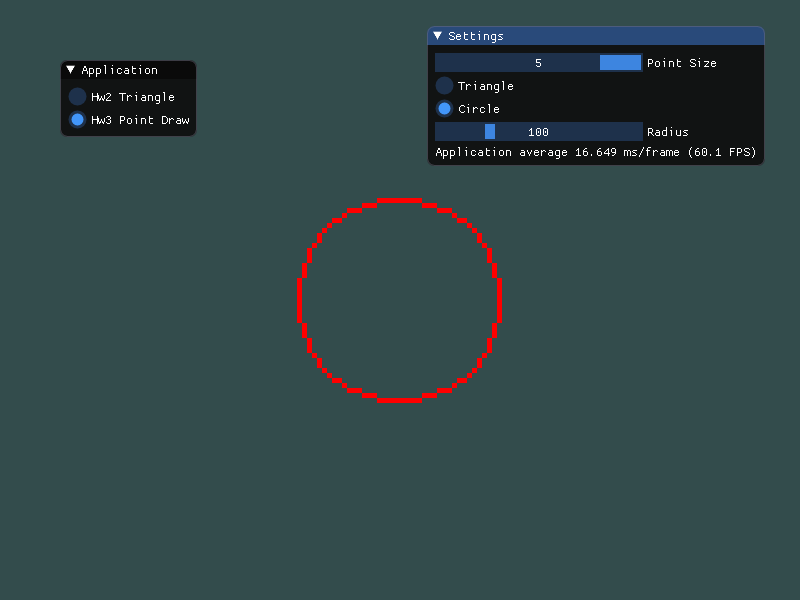 Settings
5 Point Size
Triangle
Circle
100 Radius
Application average 16.649 ms/frame (60.1 FPS)
Application
Hw2 Triangle
Hw3 Point Draw